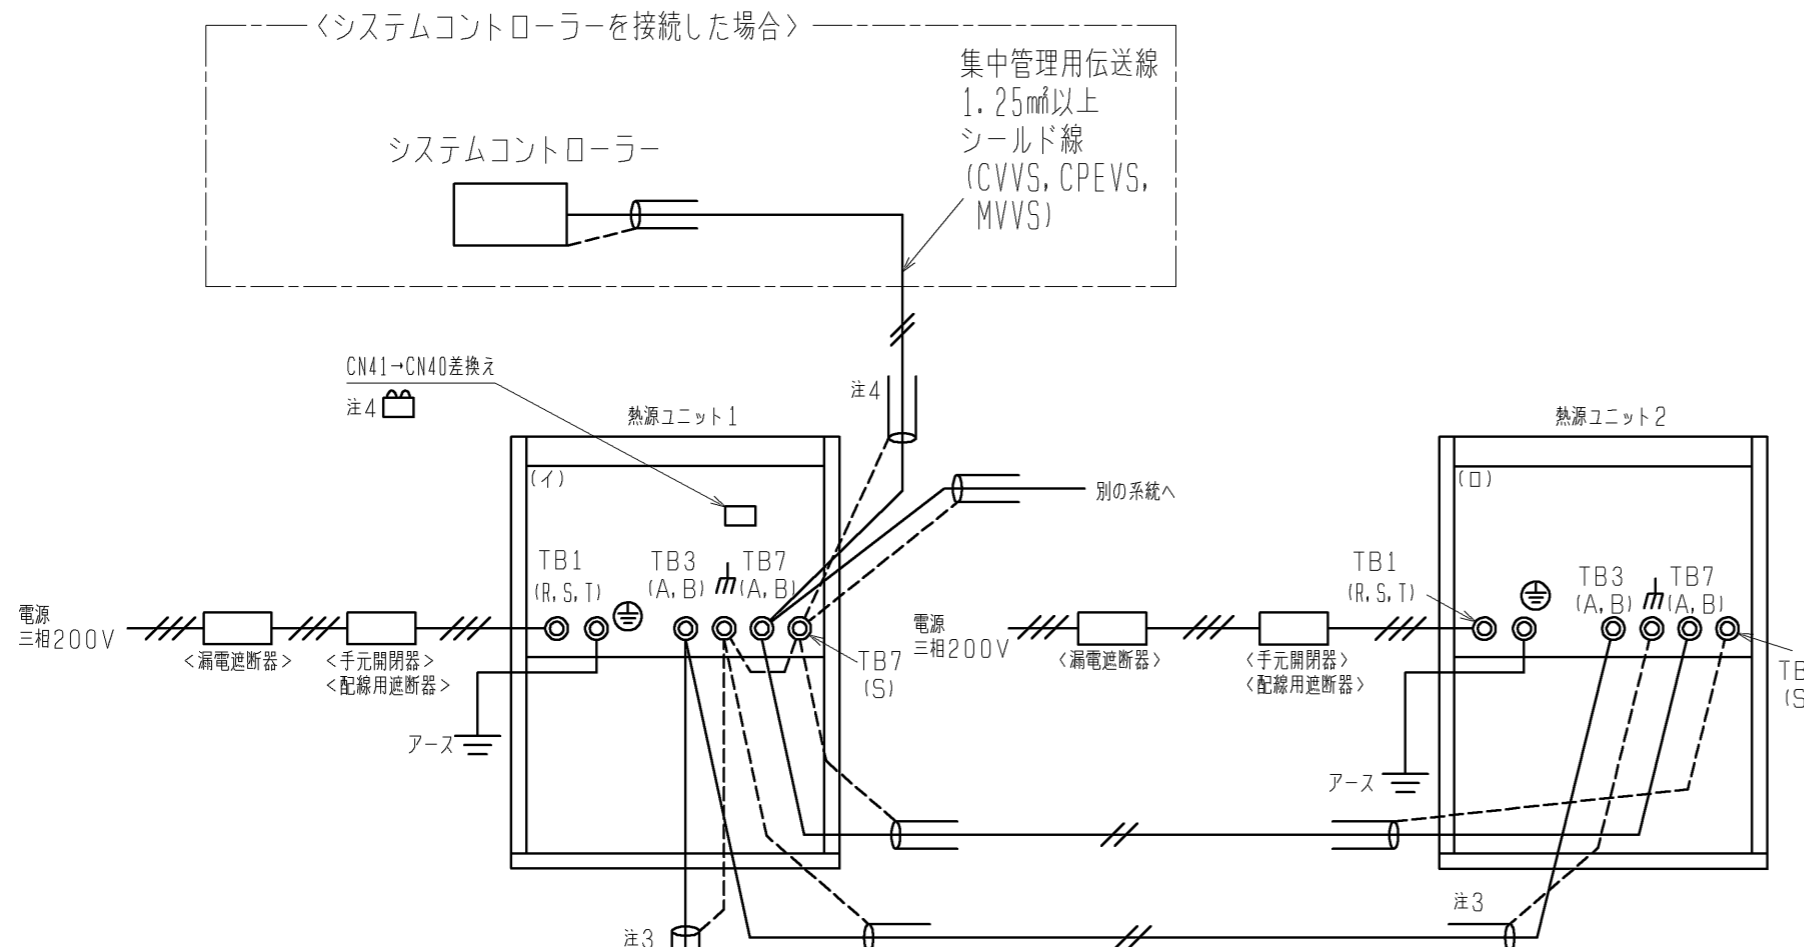 〈システムコントローラーを接続した場合〉
集中管理用伝送線
1.25㎟以上
シールド線
(CVVS, CPEVS,
MVVS)
システムコントローラー
CN41→CN40差換え
注4
注4
熱源ユニット1
熱源ユニット2
(イ)
(ロ)
別の系統へ
TB1
(R, S, T)
TB3
(A, B)
TB7
(A, B)
TB1
(R, S, T)
TB3
(A, B)
TB7
(A, B)
電源
三相200V
<漏電遮断器>
<手元開閉器>
<配線用遮断器>
TB7
(S)
電源
三相200V
<漏電遮断器>
<手元開閉器>
<配線用遮断器>
TB
(S
アース
アース
注3
注3